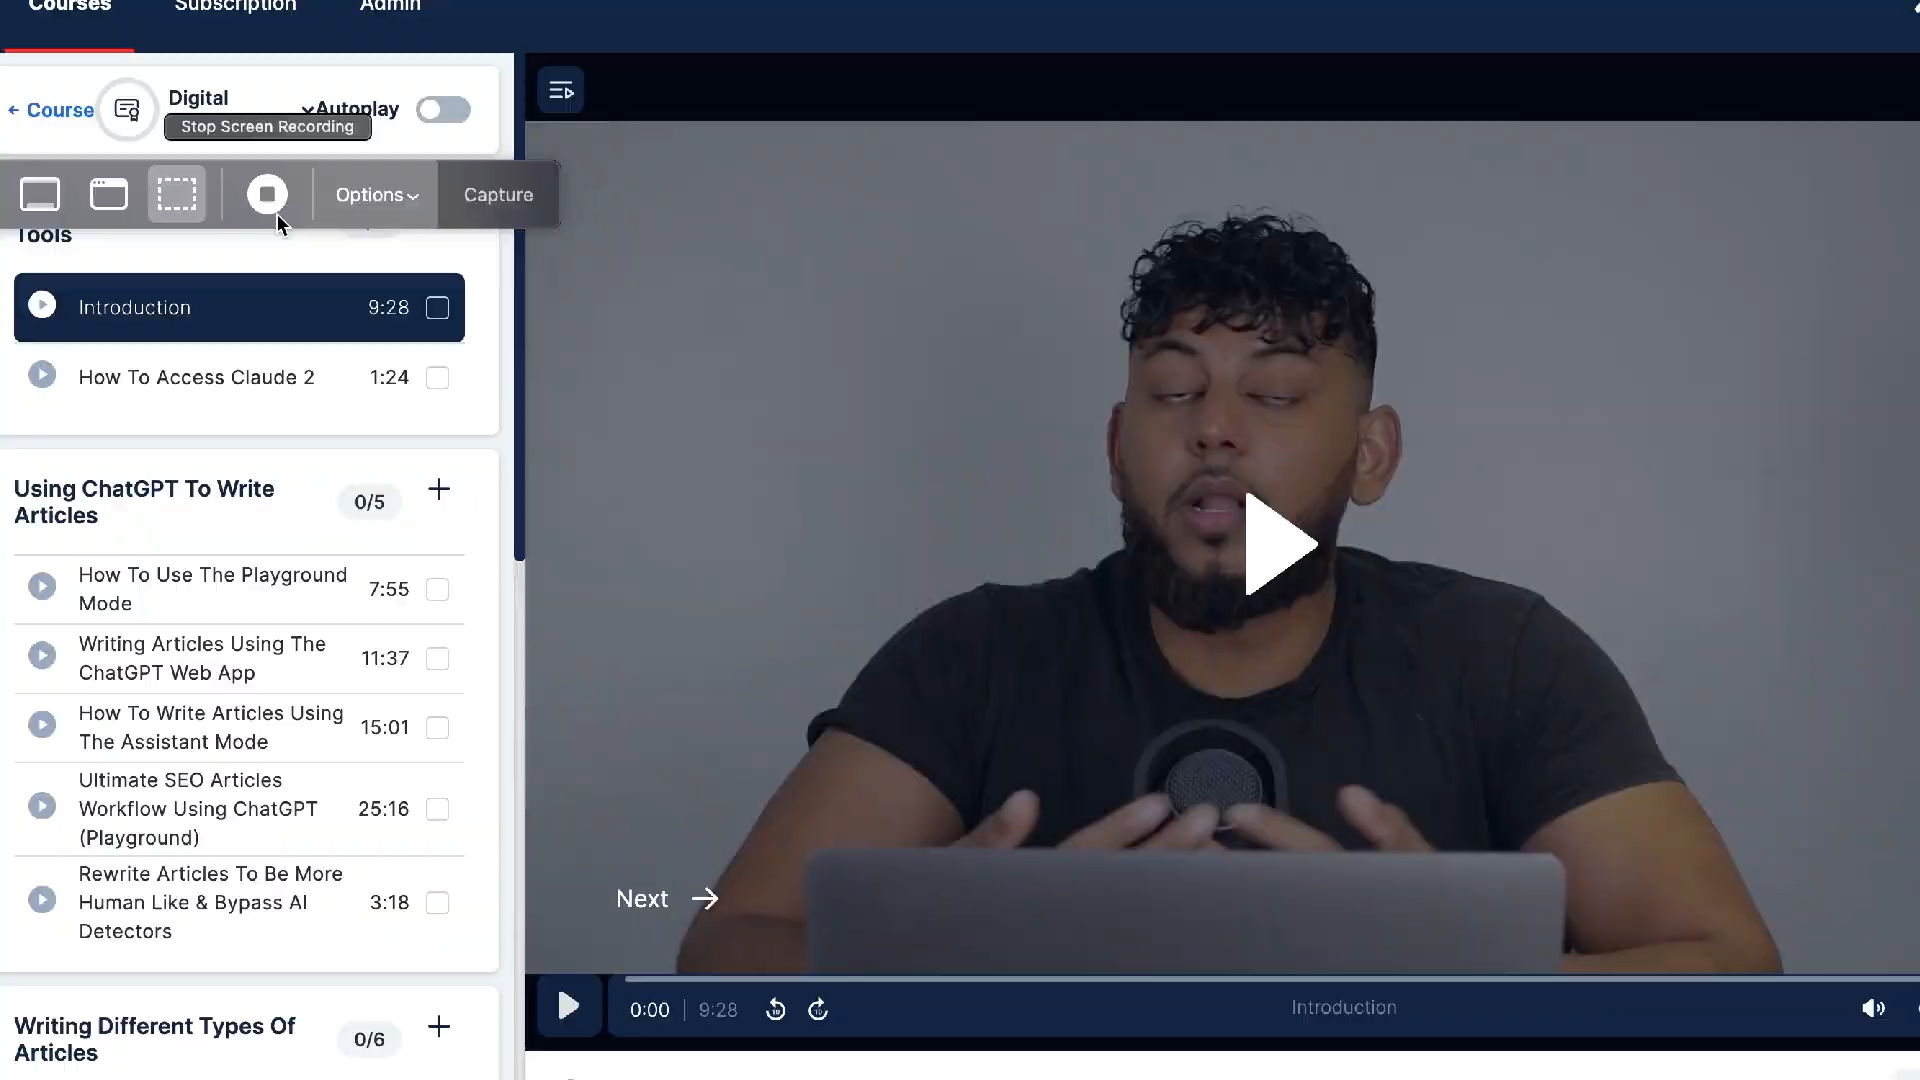 Courses
Subscription
Admin
← Course
Digital
Autoplay
Stop Screen Recording
Options
Capture
Tools
Introduction 9:28
How To Access Claude 2 1:24
Using ChatGPT To Write
Articles
0/5
How To Use The Playground
Mode
7:55
Writing Articles Using The
ChatGPT Web App
11:37
How To Write Articles Using
The Assistant Mode
15:01
Ultimate SEO Articles
Workflow Using ChatGPT
(Playground)
25:16
Rewrite Articles To Be More
Human Like & Bypass AI
Detectors
3:18
Writing Different Types Of
Articles
0/6
Next →
0:00 | 9:28
10
10
Introduction